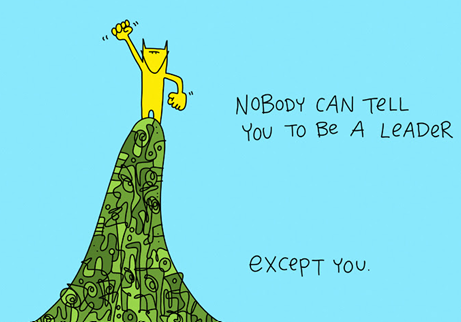 NOBODY CAN TELL
YOU TO BE A LEADER
EXCEPT YOU.